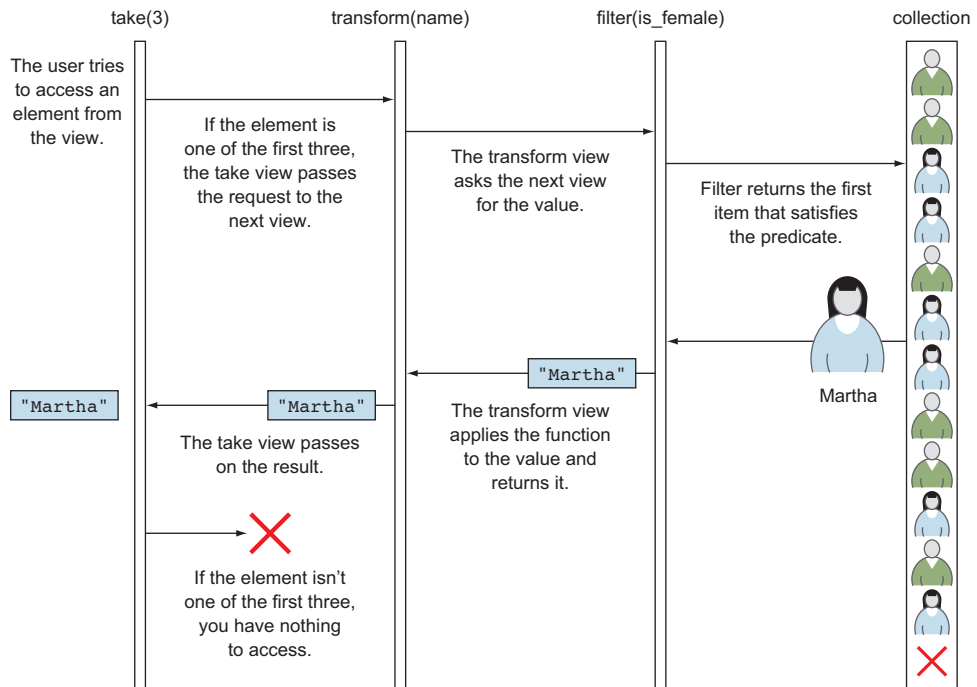 take(3)
transform(name)
filter(is_female)
collection
The user tries
to access an
element from
the view.
If the element is
one of the first three,
the take view passes
the request to the
next view.
The transform view
asks the next view
for the value.
Filter returns the first
item that satisfies
the predicate.
Martha
"Martha"
The transform view
applies the function
to the value and
returns it.
"Martha"
The take view passes
on the result.
"Martha"
If the element isn't
one of the first three,
you have nothing
to access.